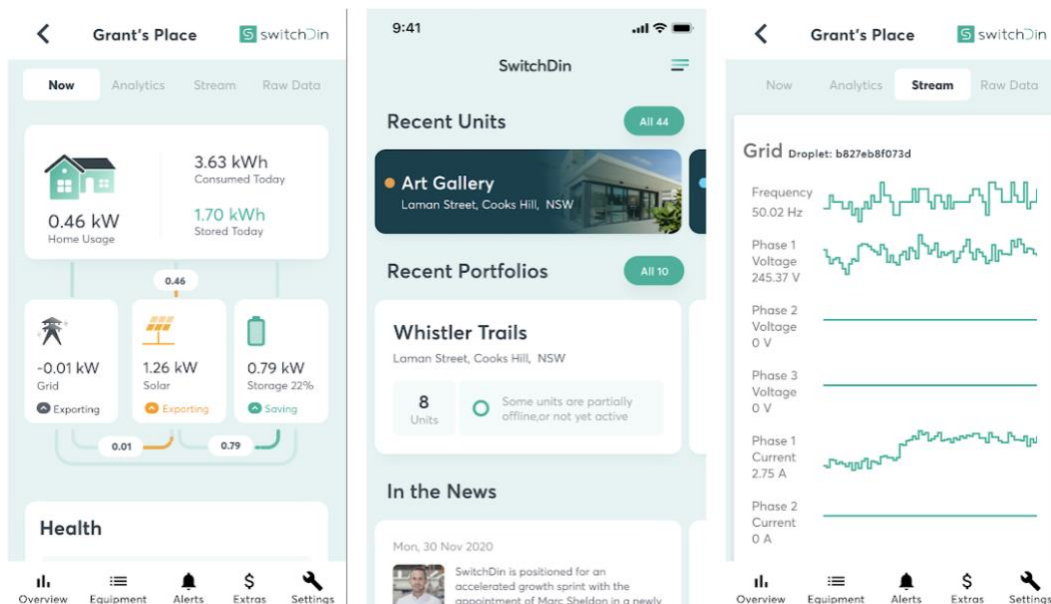 Grant's Place
switchDin
Now Analytics Stream Raw Data
3.63 kWh
Consumed Today
0.46 kW
Home Usage
1.70 kWh
Stored Today
0.46
-0.01 kW
Grid
Exporting
1.26 kW
Solar
Exporting
0.79 kW
Storage 22%
Saving
0.01
0.79
Health
Overview Equipment Alerts Extras Settings
9:41
SwitchDin
Recent Units
All 44
Art Gallery
Laman Street, Cooks Hill, NSW
Recent Portfolios
All 10
Whistler Trails
Laman Street, Cooks Hill, NSW
8
Units
Some units are partially
offline,or not yet active
In the News
Mon, 30 Nov 2020
SwitchDin is positioned for an
accelerated growth sprint with the
appointment of Marc Sheldon in a newly
Grant's Place
switchDin
Now Analytics Stream Raw Data
Grid Droplet: b827eb8f073d
Frequency
50.02 Hz
Phase 1
Voltage
245.37 V
Phase 2
Voltage
0 V
Phase 3
Voltage
0 V
Phase 1
Current
2.75 A
Phase 2
Current
0 A
Overview Equipment Alerts Extras Settings